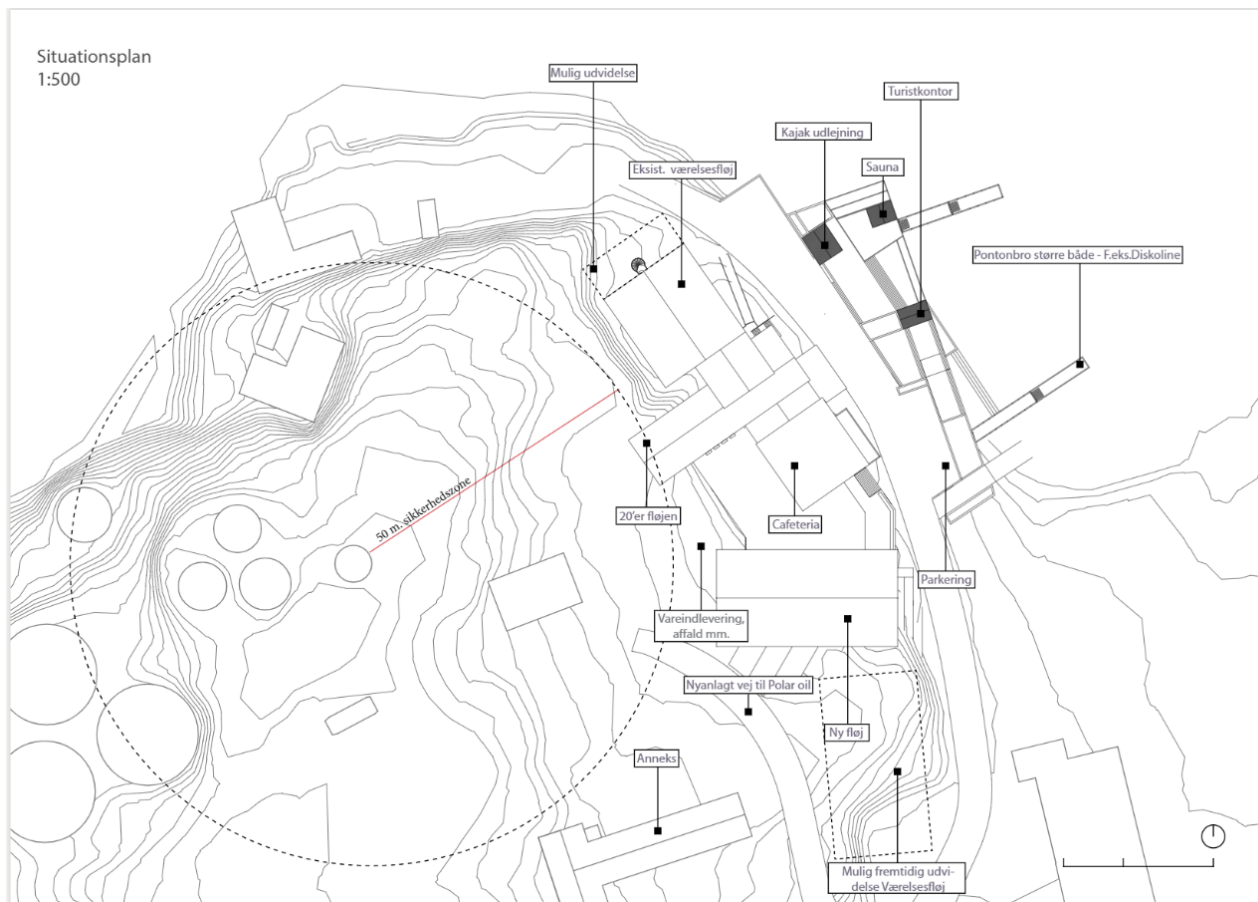 Situationsplan
1:500
Mulig udvidelse
Turistkontor
Kajak udlejning
Sauna
Eksist. værelsesfløj
Pontonbro større både - F.eks.Diskoline
50 m. sikkerhedszone
20'er fløjen
Cafeteria
Parkering
Vareindlevering,
affald mm.
Nyanlagt vej til Polar oil
Ny fløj
Anneks
Mulig fremtidig udvi-
delse Værelsesfløj